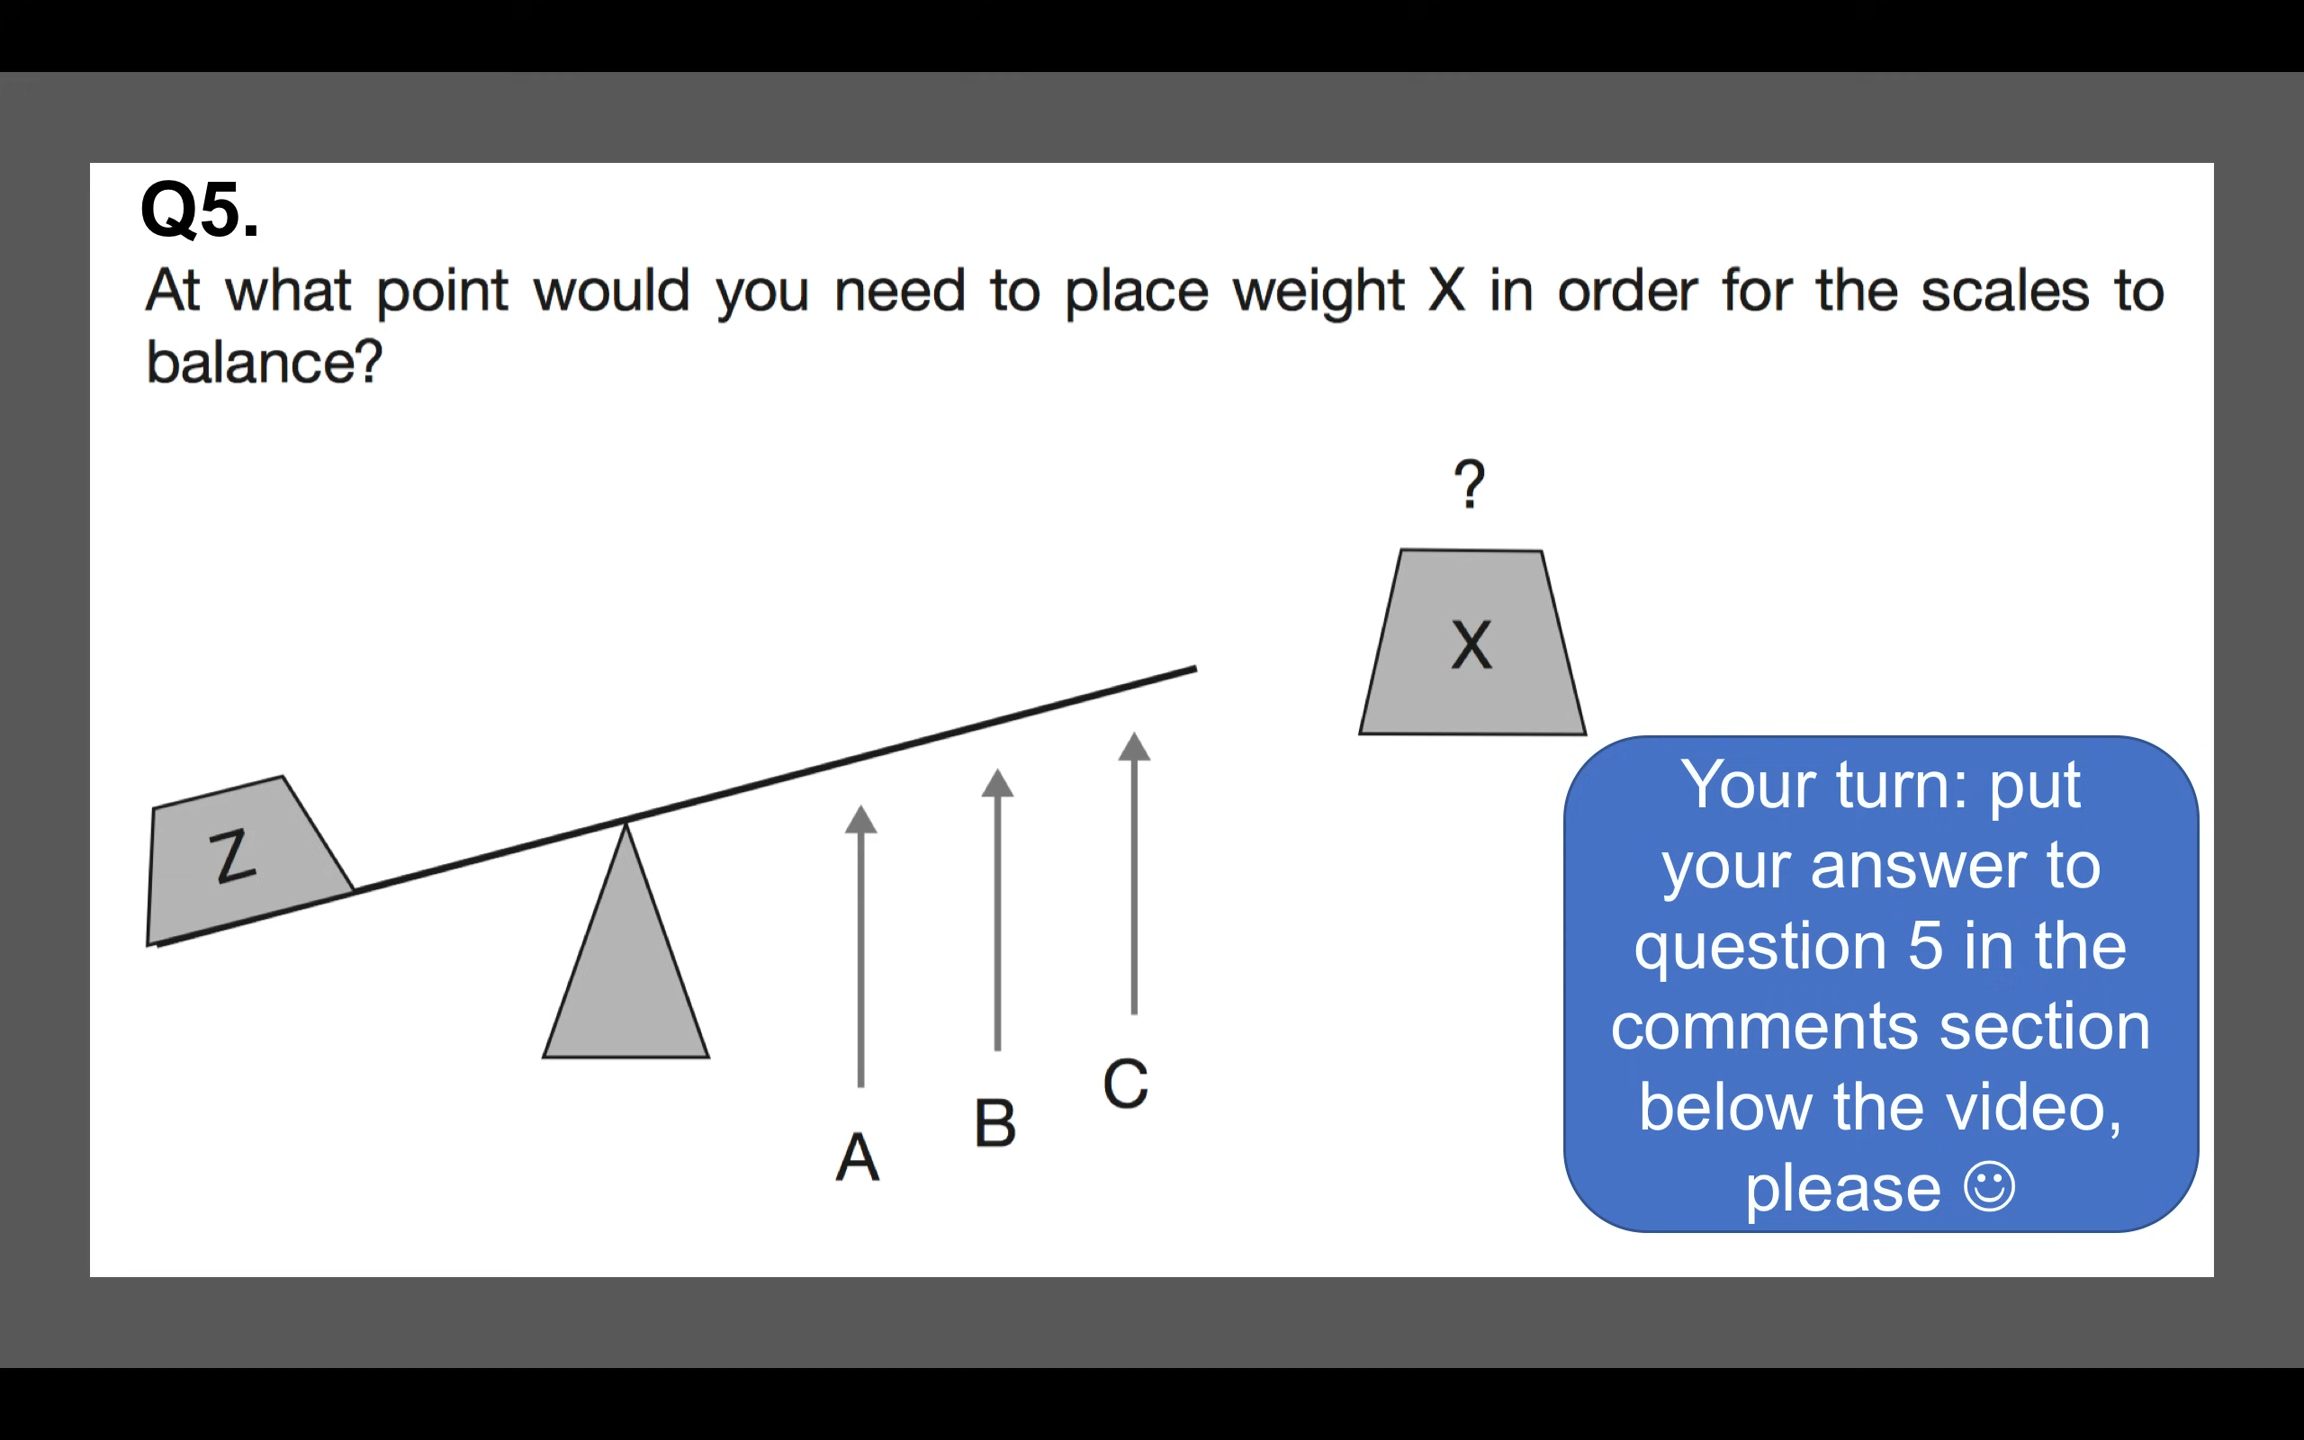 Q5.
At what point would you need to place weight X in order for the scales to
balance?
?
X
Z
A
B
C
Your turn: put
your answer to
question 5 in the
comments section
below the video,
please ☺